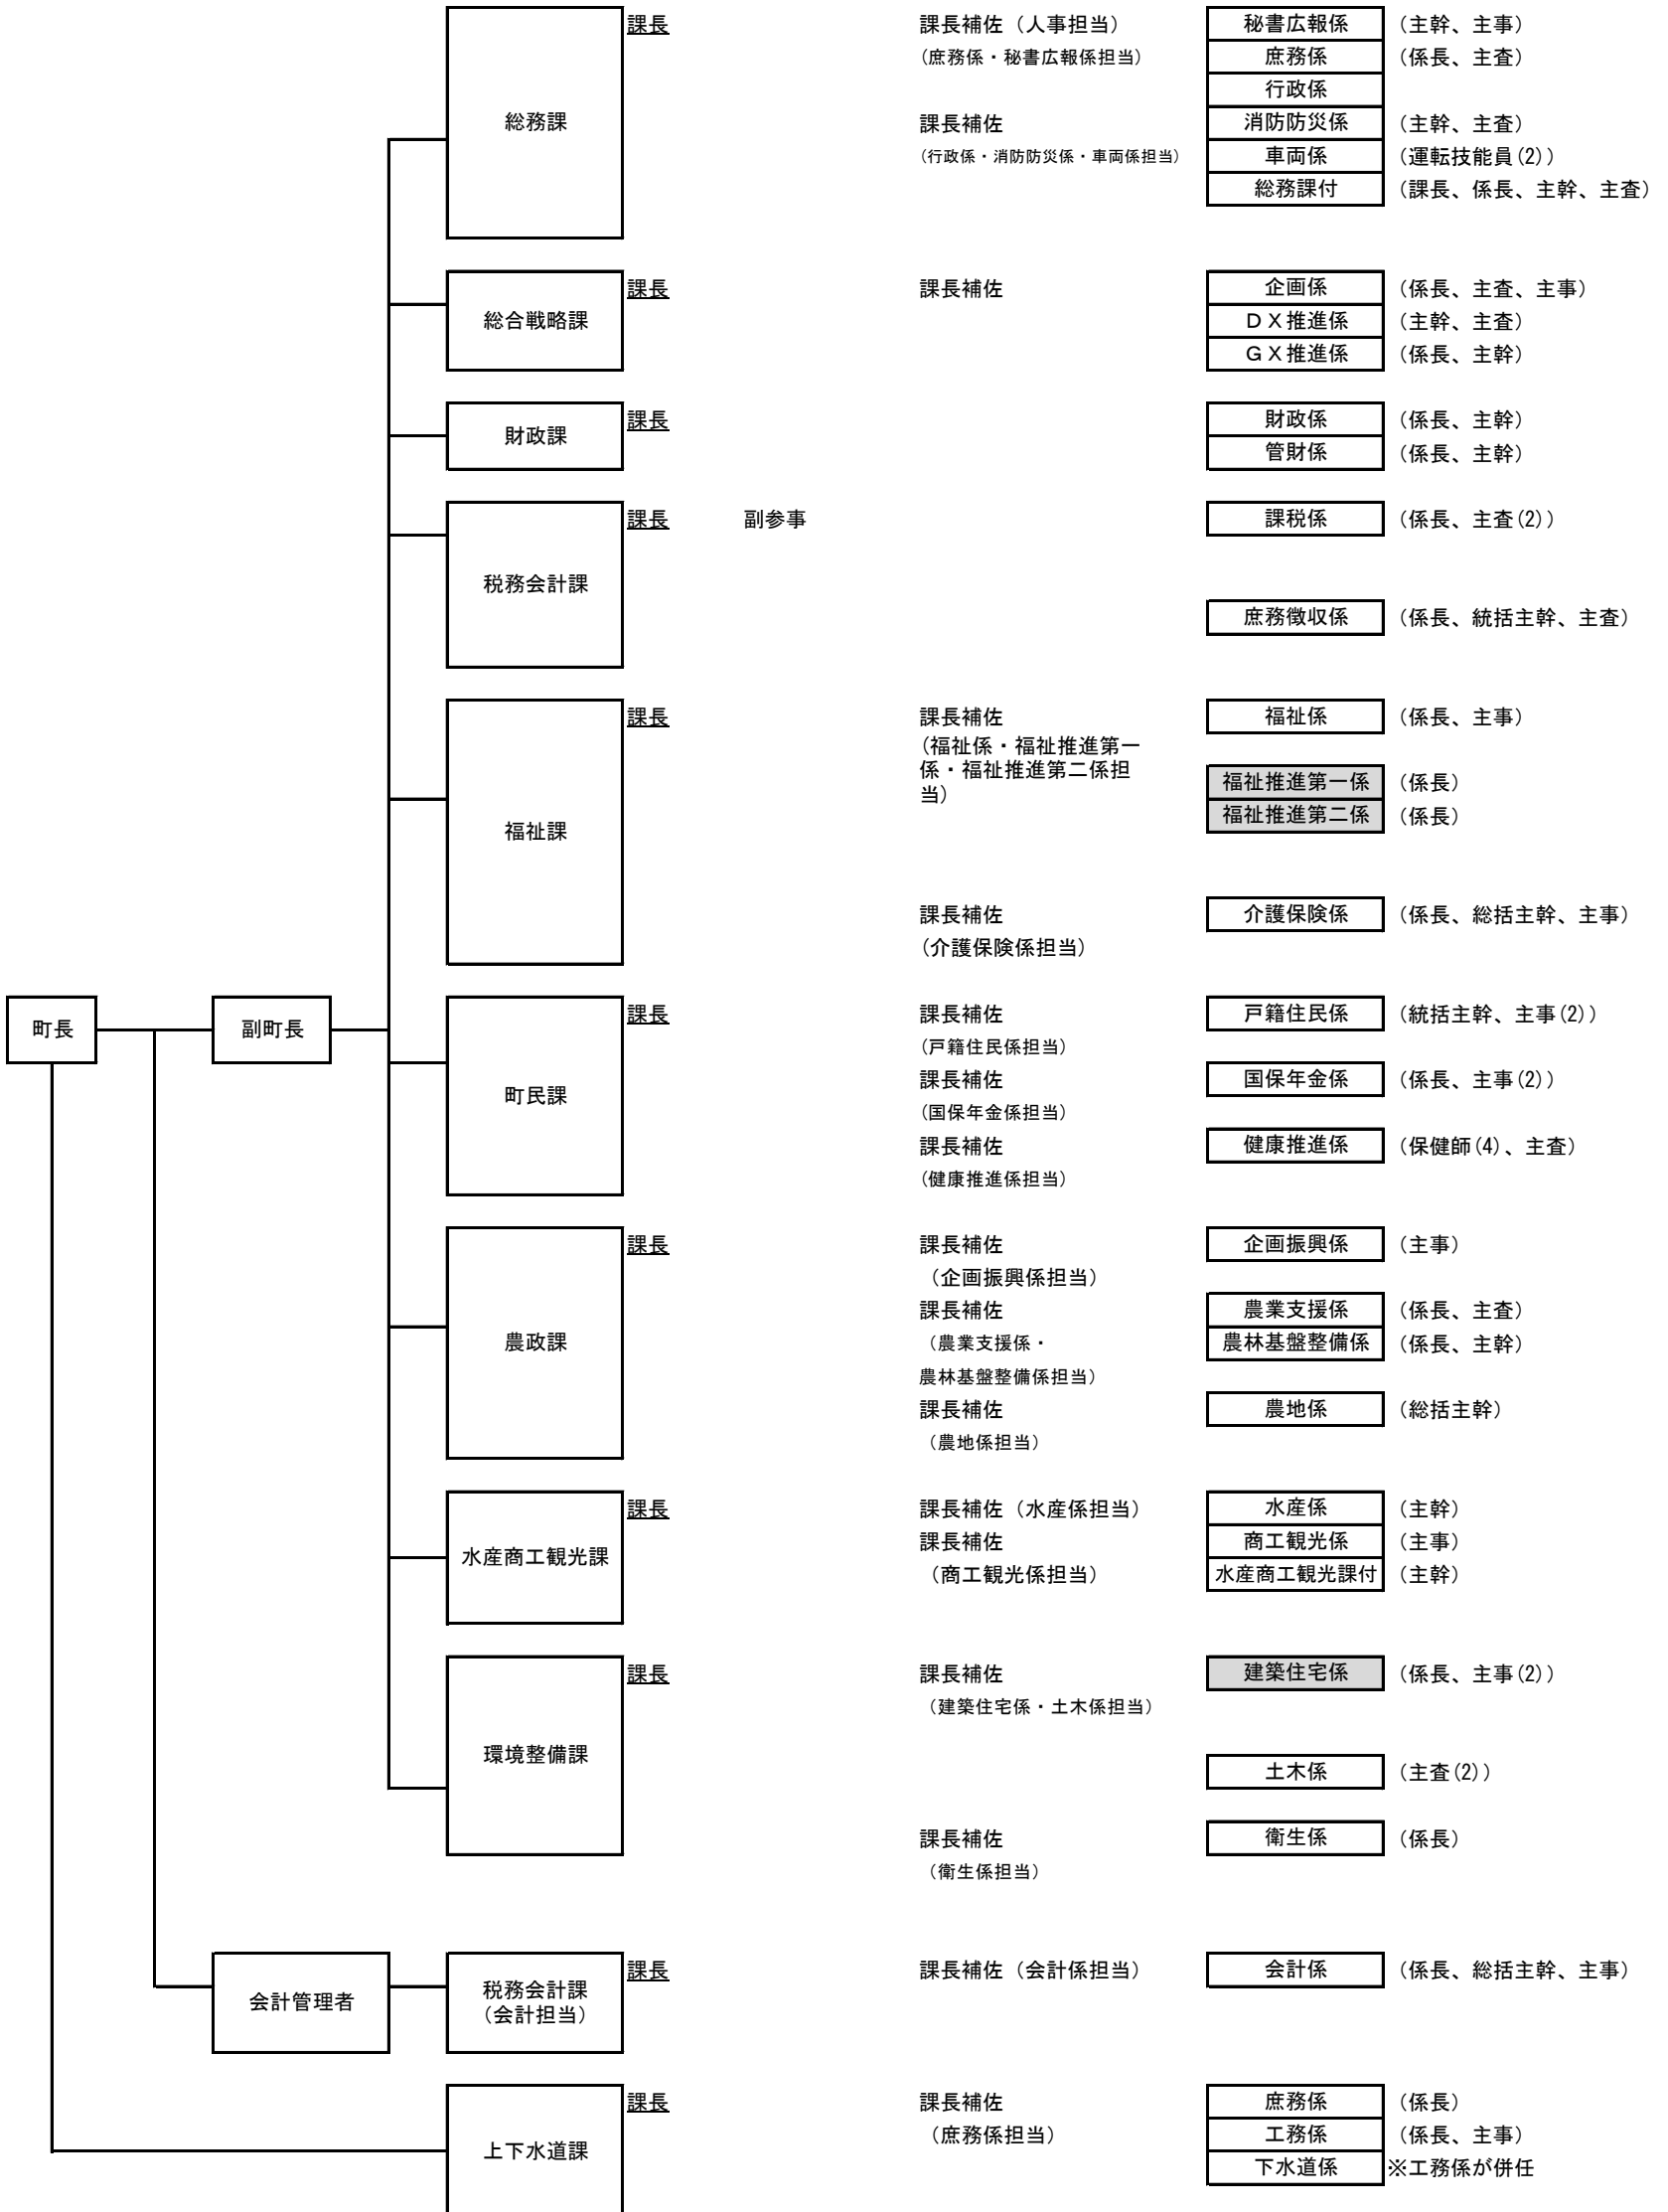 課長 課長補佐（人事担当） 秘書広報係 （主幹、主事）
（庶務係・秘書広報係担当） 庶務係 （係長、主査）
行政係
総務課 課長補佐 消防防災係 （主幹、主査）
（行政係・消防防災係・車両係担当） 車両係 （運転技能員(2)）
総務課付 （課長、係長、主幹、主査）
課長 課長補佐 企画係 （係長、主査、主事）
総合戦略課 ＤＸ推進係 （主幹、主査）
ＧＸ推進係 （係長、主幹）
課長 財政係 （係長、主幹）
財政課 管財係 （係長、主幹）
課長 副参事 課税係 （係長、主査(2)）
税務会計課
庶務徴収係 （係長、統括主幹、主査）
課長 課長補佐 福祉係 （係長、主事）
（福祉係・福祉推進第一
係・福祉推進第二係担
当）
福祉推進第一係 （係長）
福祉推進第二係 （係長）
福祉課
課長補佐 介護保険係 （係長、総括主幹、主事）
（介護保険係担当）
町長 副町長 課長 課長補佐 戸籍住民係 （統括主幹、主事(2)）
（戸籍住民係担当）
町民課 課長補佐 国保年金係 （係長、主事(2)）
（国保年金係担当）
課長補佐 健康推進係 （保健師(4)、主査）
（健康推進係担当）
課長 課長補佐 企画振興係 （主事）
（企画振興係担当）
課長補佐 農業支援係 （係長、主査）
農政課 （農業支援係・ 農林基盤整備係 （係長、主幹）
農林基盤整備係担当）
課長補佐 農地係 （総括主幹）
（農地係担当）
課長 課長補佐（水産係担当） 水産係 （主幹）
水産商工観光課 課長補佐 商工観光係 （主事）
（商工観光係担当） 水産商工観光課付 （主幹）
課長 課長補佐 建築住宅係 （係長、主事(2)）
（建築住宅係・土木係担当）
環境整備課
土木係 （主査(2)）
課長補佐 衛生係 （係長）
（衛生係担当）
課長 課長補佐（会計係担当） 会計係 （係長、総括主幹、主事）
会計管理者 税務会計課
（会計担当）
課長 課長補佐 庶務係 （係長）
上下水道課 （庶務係担当） 工務係 （係長、主事）
下水道係 ※工務係が併任